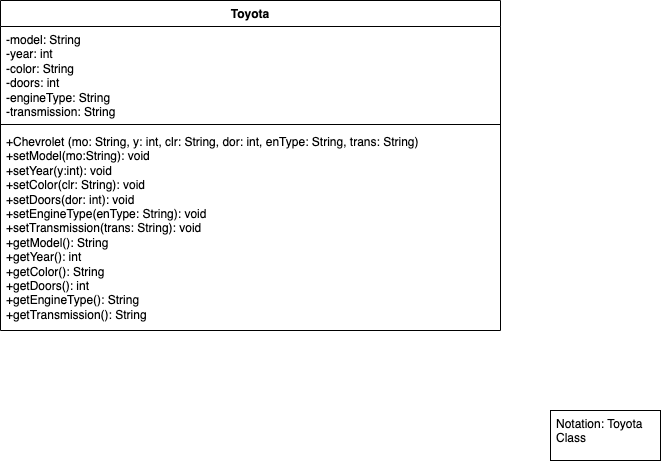 Toyota
-model: String
-year: int
-color: String
-doors: int
-engineType: String
-transmission: String
+Chevrolet (mo: String, y: int, clr: String, dor: int, enType: String, trans: String)
+setModel(mo:String): void
+setYear(y:int): void
+setColor(clr: String): void
+setDoors(dor: int): void
+setEngineType(enType: String): void
+setTransmission(trans: String): void
+getModel(): String
+getYear(): int
+getColor(): String
+getDoors(): int
+getEngineType(): String
+getTransmission(): String
Notation: Toyota
Class